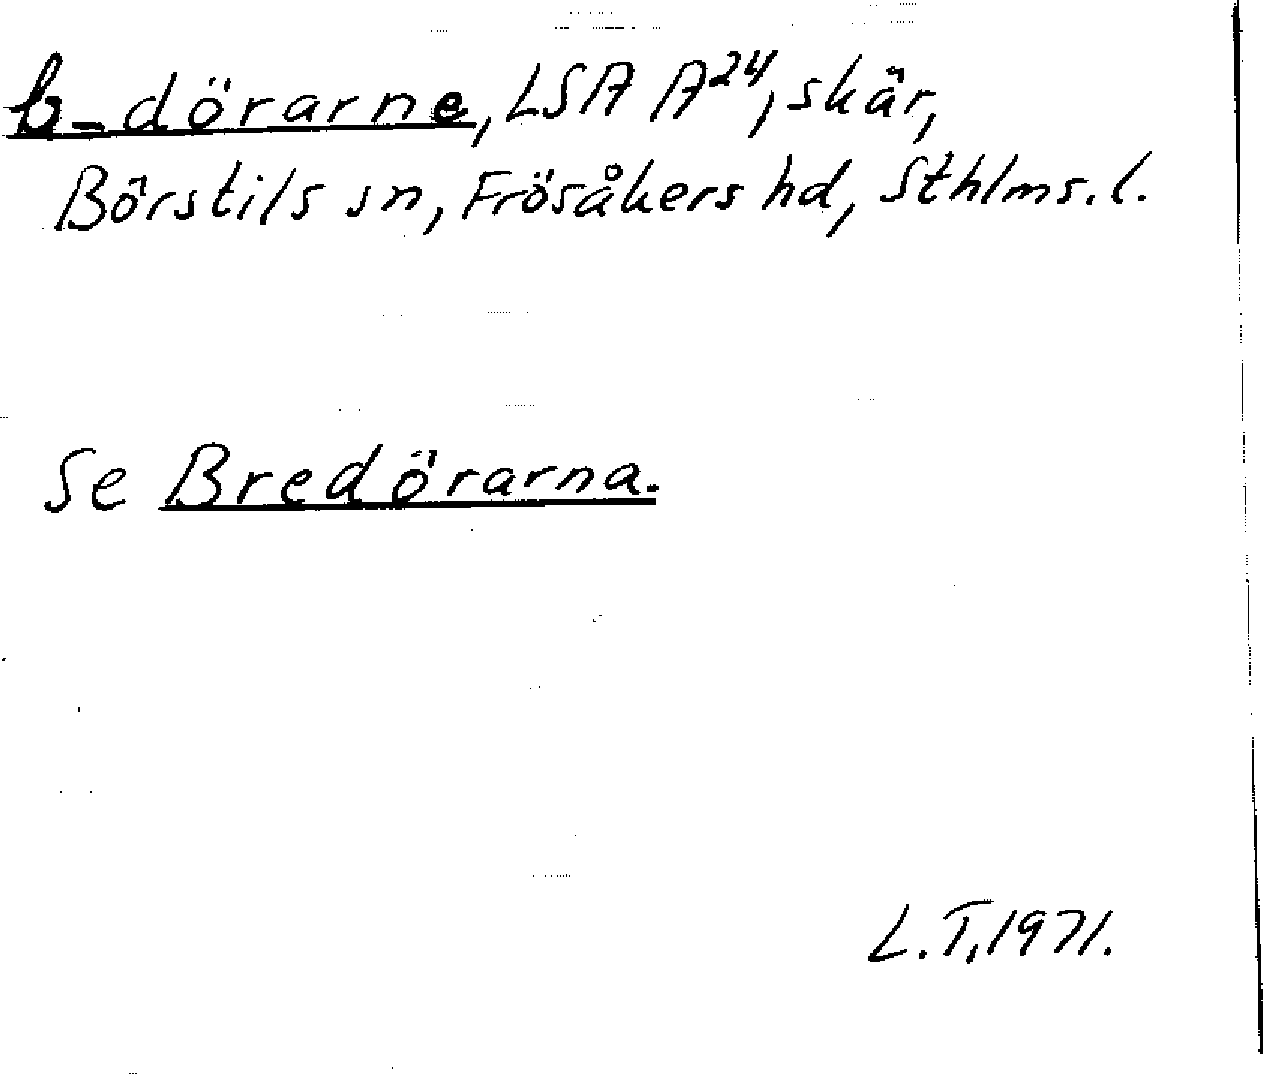 b-dörarne, LSA A24, skär,
Börstils sn, Frösåkers hd, Sthlms. l.
Se Bredörarna.
L. T, 1971.